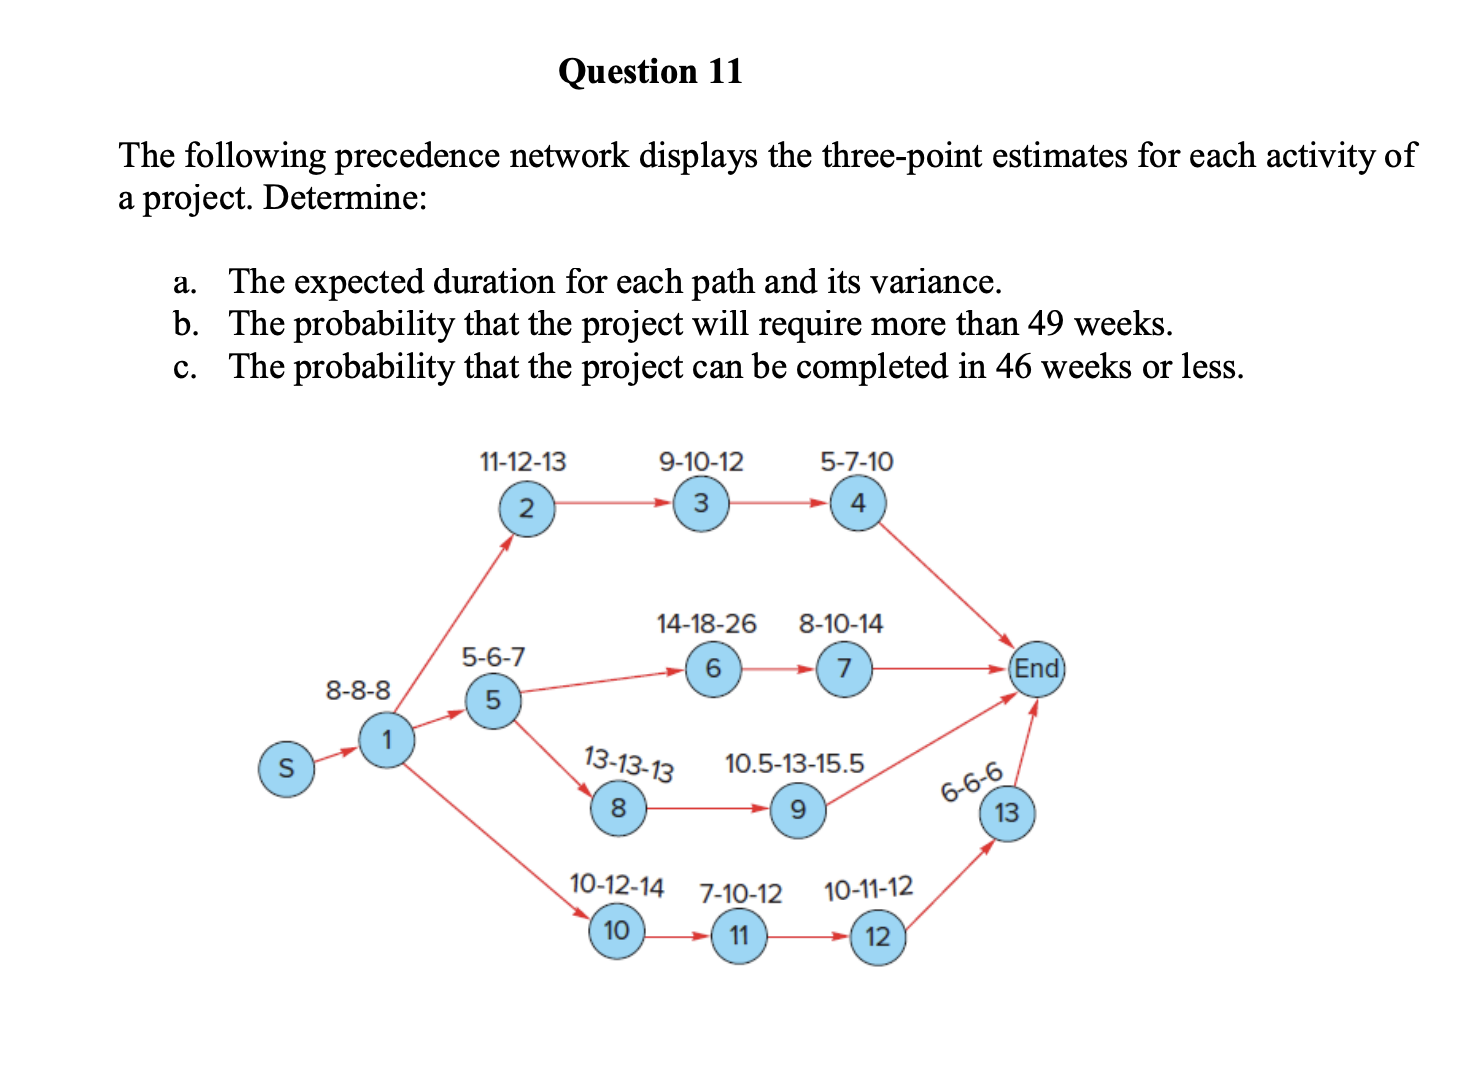 Question 11
The following precedence network displays the three-point estimates for each activity of
a project. Determine:
a. The expected duration for each path and its variance.
b. The probability that the project will require more than 49 weeks.
c. The probability that the project can be completed in 46 weeks or less.
11-12-13 9-10-12 5-7-10
2 3 4
14-18-26 8-10-14
5-6-7
6 7 End
8-8-8
5
1
S
13-13-13 10.5-13-15.5
6-6-6
8 9 13
10-12-14 7-10-12 10-11-12
10 11 12